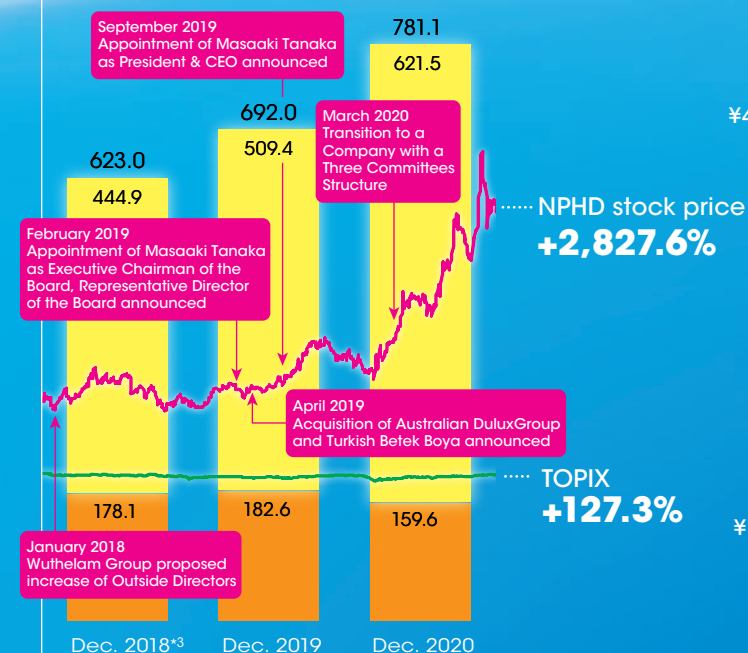 September 2019
Appointment of Masaaki Tanaka
as President & CEO announced
781.1
621.5
692.0
509.4
March 2020
Transition to a
Company with a
Three Committees
Structure
¥4
623.0
444.9
NPHD stock price
+2,827.6%
February 2019
Appointment of Masaaki Tanaka
as Executive Chairman of the
Board, Representative Director
of the Board announced
April 2019
Acquisition of Australian DuluxGroup
and Turkish Betek Boya announced
TOPIX
+127.3%
178.1
182.6
159.6
¥
January 2018
Wuthelam Group proposed
increase of Outside Directors
Dec. 2018*3
Dec. 2019
Dec. 2020